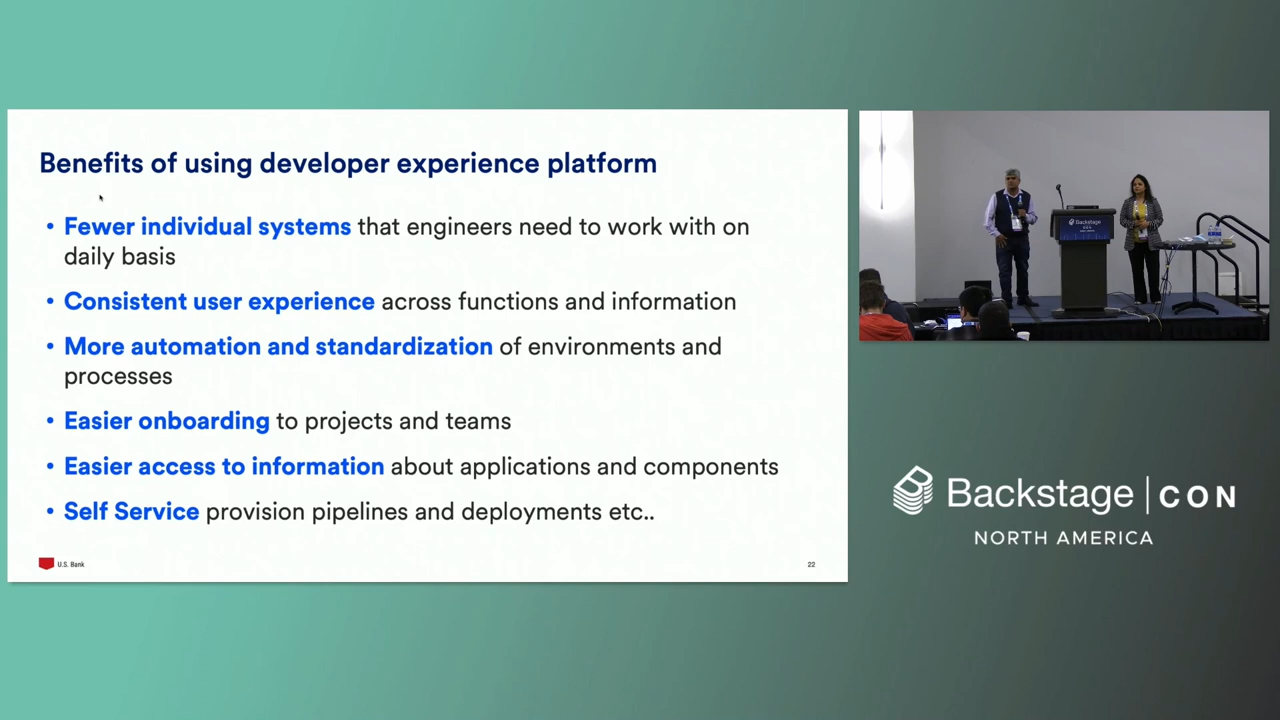 Benefits of using developer experience platform
• Fewer individual systems that engineers need to work with on
daily basis
• Consistent user experience across functions and information
• More automation and standardization of environments and
processes
• Easier onboarding to projects and teams
• Easier access to information about applications and components
• Self Service provision pipelines and deployments etc..
U.S. Bank
22
Backstage
CON
Backstage | CON
NORTH AMERICA